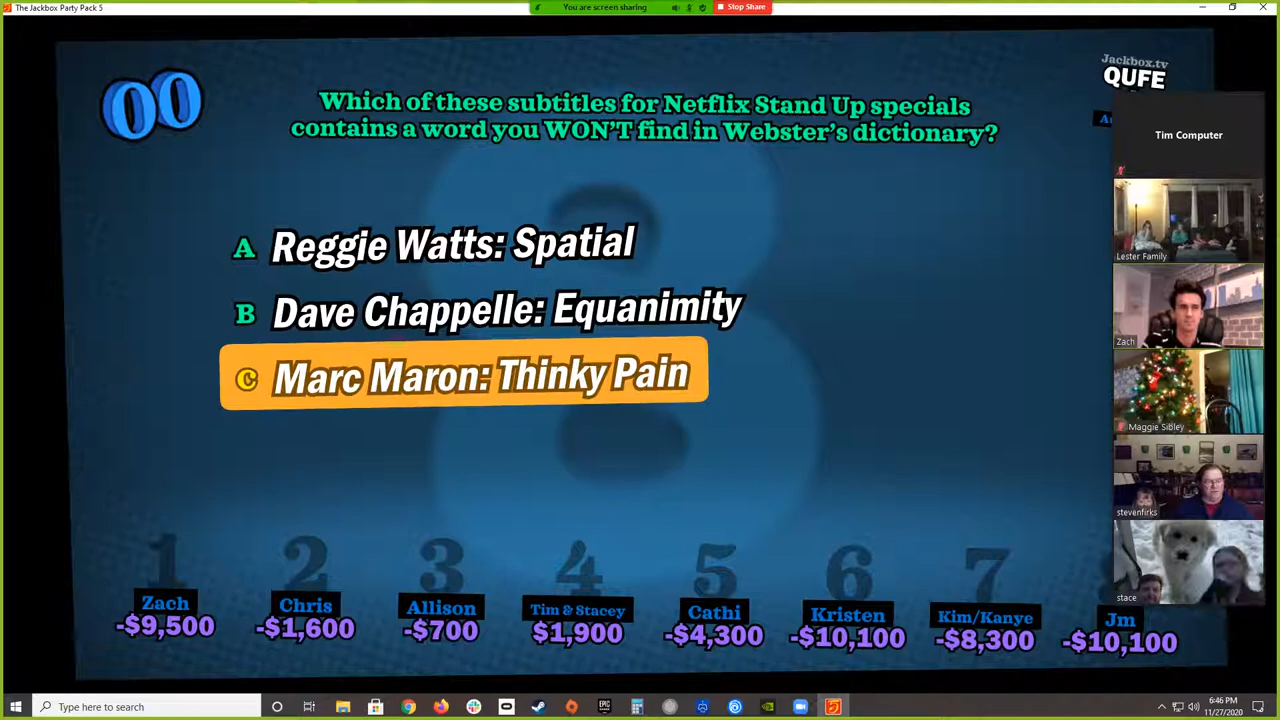 The Jackbox Party Pack 5
You are screen sharing
Stop Share
00
Which of these subtitles for Netflix Stand Up specials
contains a word you WON'T find in Webster's dictionary?
Jackbox.tv
QUFE
A Reggie Watts: Spatial
B Dave Chappelle: Equanimity
C Marc Maron: Thinky Pain
Tim Computer
Lester Family
Zach
Maggie Sibley
stevenfirks
stace
8
1 2 3 4 5 6 7
Zach Chris Allison Tim & Stacey Cathi Kristen Kim/Kanye Jm
-$9,500 -$1,600 -$700 $1,900 -$4,300 -$10,100 -$8,300 -$10,100
Type here to search
EPIC
6:46 PM
11/27/2020